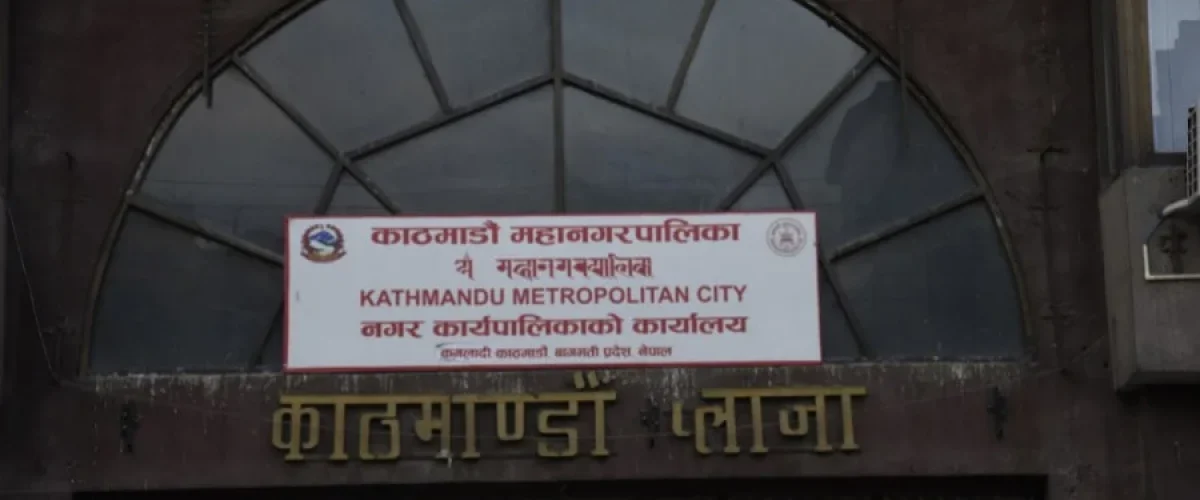 काठमाडौं महानगरपालिका
KATHMANDU METROPOLITAN CITY
नगर कार्यपालिकाको कार्यालय
कमलादी काठमाडौं, बागमती प्रदेश, नेपाल
काठमाण्डौं प्लाजा